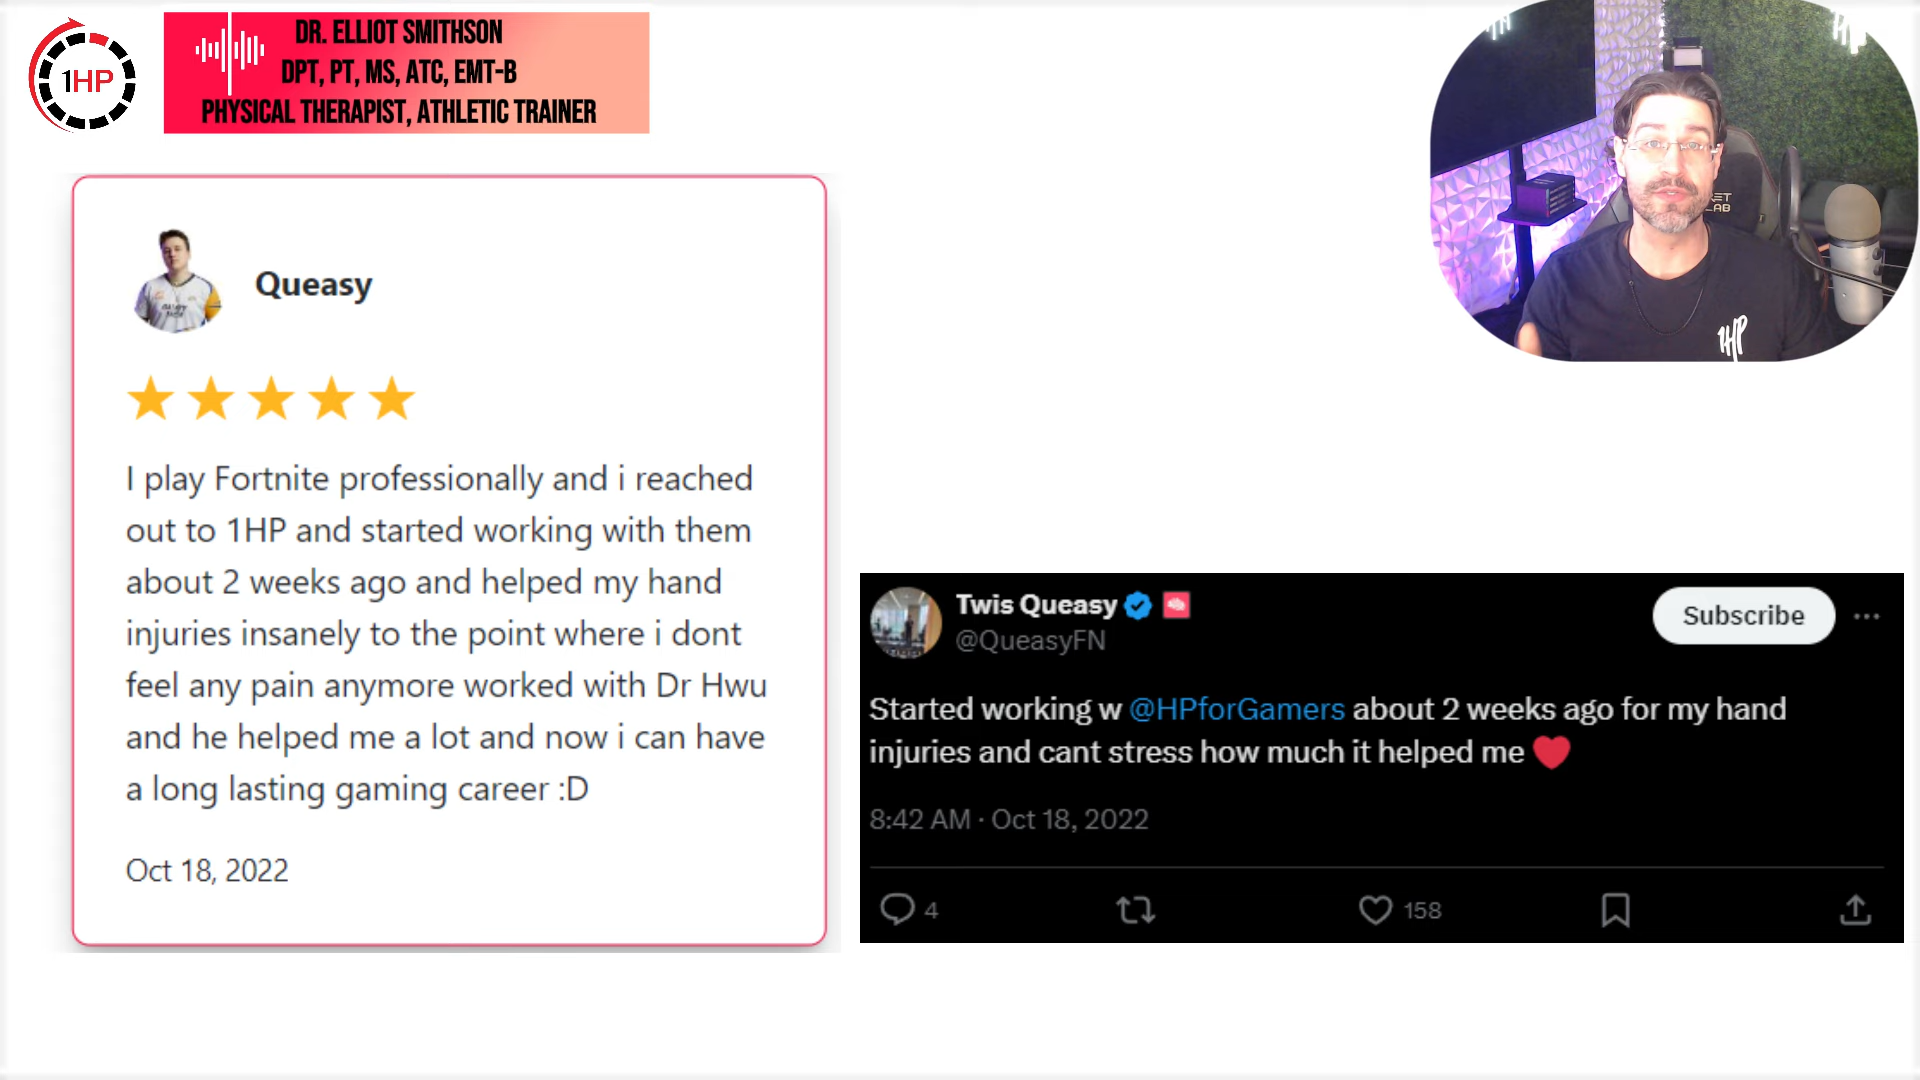 1HP
DR. ELLIOT SMITHSON
DPT, PT, MS, ATC, EMT-B
PHYSICAL THERAPIST, ATHLETIC TRAINER
1HP
Queasy
I play Fortnite professionally and i reached
out to 1HP and started working with them
about 2 weeks ago and helped my hand
injuries insanely to the point where i dont
feel any pain anymore worked with Dr Hwu
and he helped me a lot and now i can have
a long lasting gaming career :D
Oct 18, 2022
Twis Queasy
@QueasyFN
Subscribe
Started working w @HPforGamers about 2 weeks ago for my hand
injuries and cant stress how much it helped me ❤️
8:42 AM · Oct 18, 2022
4
158